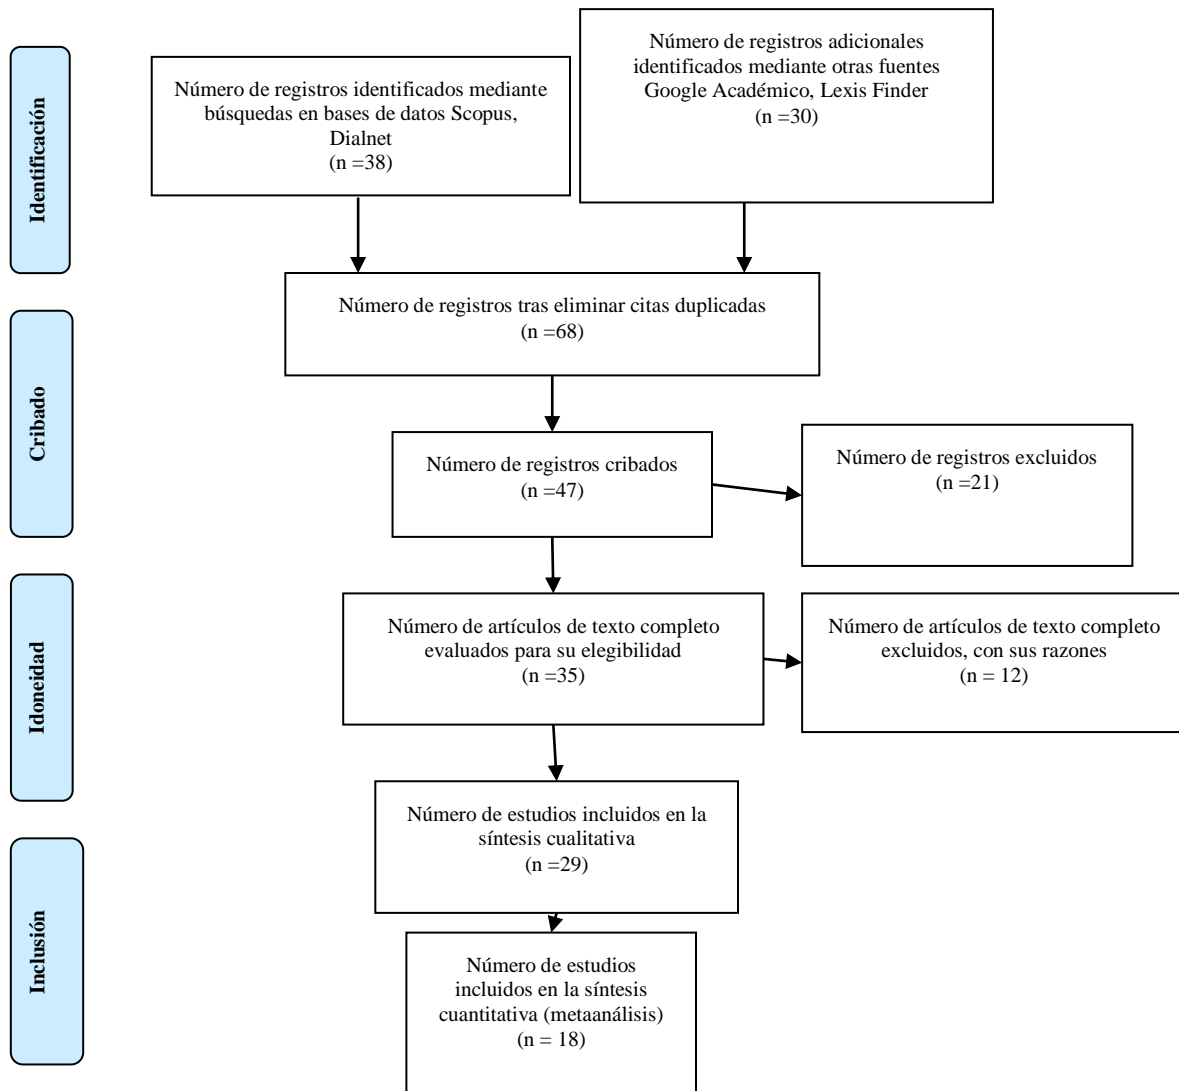 Identificación
Número de registros identificados mediante
búsquedas en bases de datos Scopus,
Dialnet
(n =38)
Número de registros adicionales
identificados mediante otras fuentes
Google Académico, Lexis Finder
(n =30)
Número de registros tras eliminar citas duplicadas
(n =68)
Cribado
Número de registros cribados
(n =47)
Número de registros excluidos
(n =21)
Idoneidad
Número de artículos de texto completo
evaluados para su elegibilidad
(n =35)
Número de artículos de texto completo
excluidos, con sus razones
(n = 12)
Número de estudios incluidos en la
síntesis cualitativa
(n =29)
Inclusión
Número de estudios
incluidos en la síntesis
cuantitativa (metaanálisis)
(n = 18)